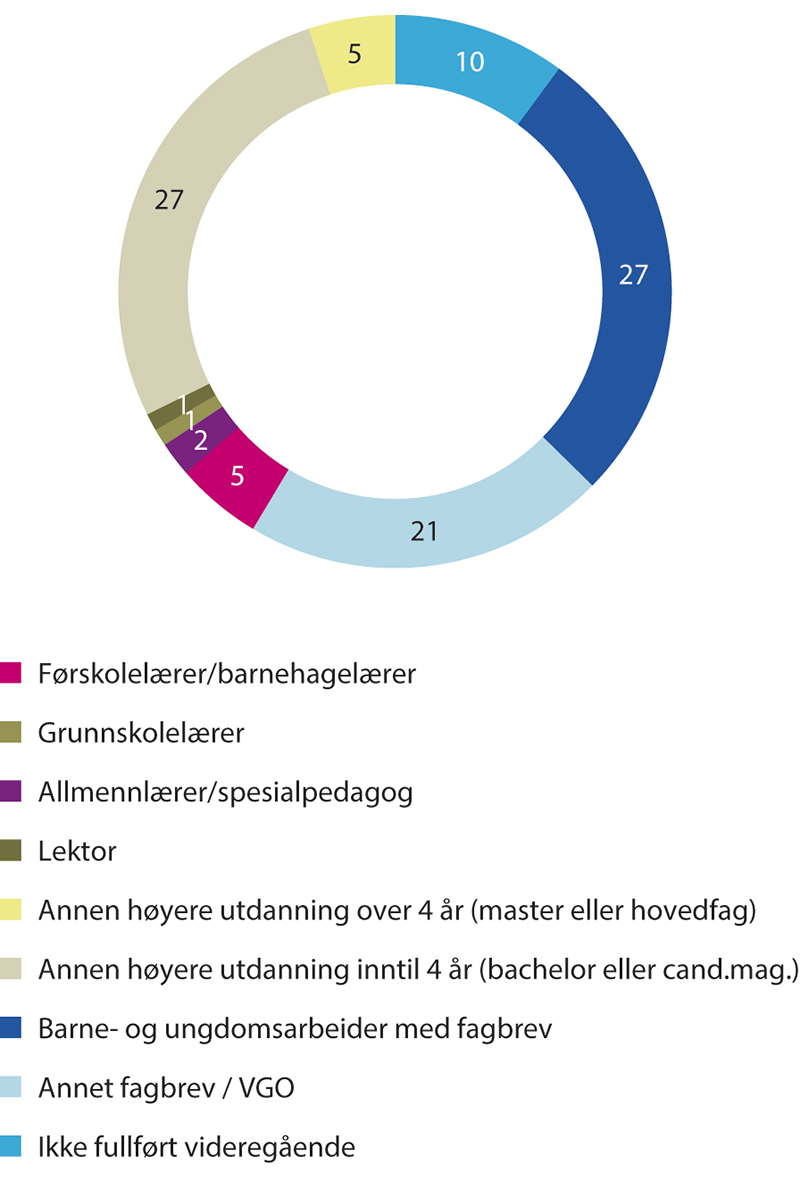 5
10
27
27
1
1
2
5
21
Førskolelærer/barnehagelærer
Grunnskolelærer
Allmennlærer/spesialpedagog
Lektor
Annen høyere utdanning over 4 år (master eller hovedfag)
Annen høyere utdanning inntil 4 år (bachelor eller cand.mag.)
Barne- og ungdomsarbeider med fagbrev
Annet fagbrev / VGO
Ikke fullført videregående